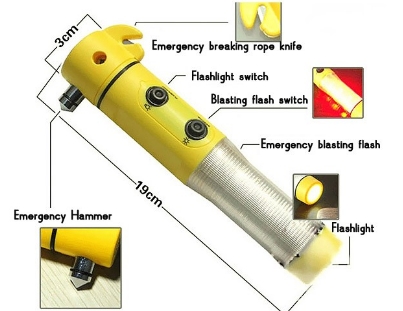 3cm
Emergency breaking rope knife
Flashlight switch
Blasting flash switch
Emergency blasting flash
19cm
Emergency Hammer
Flashlight